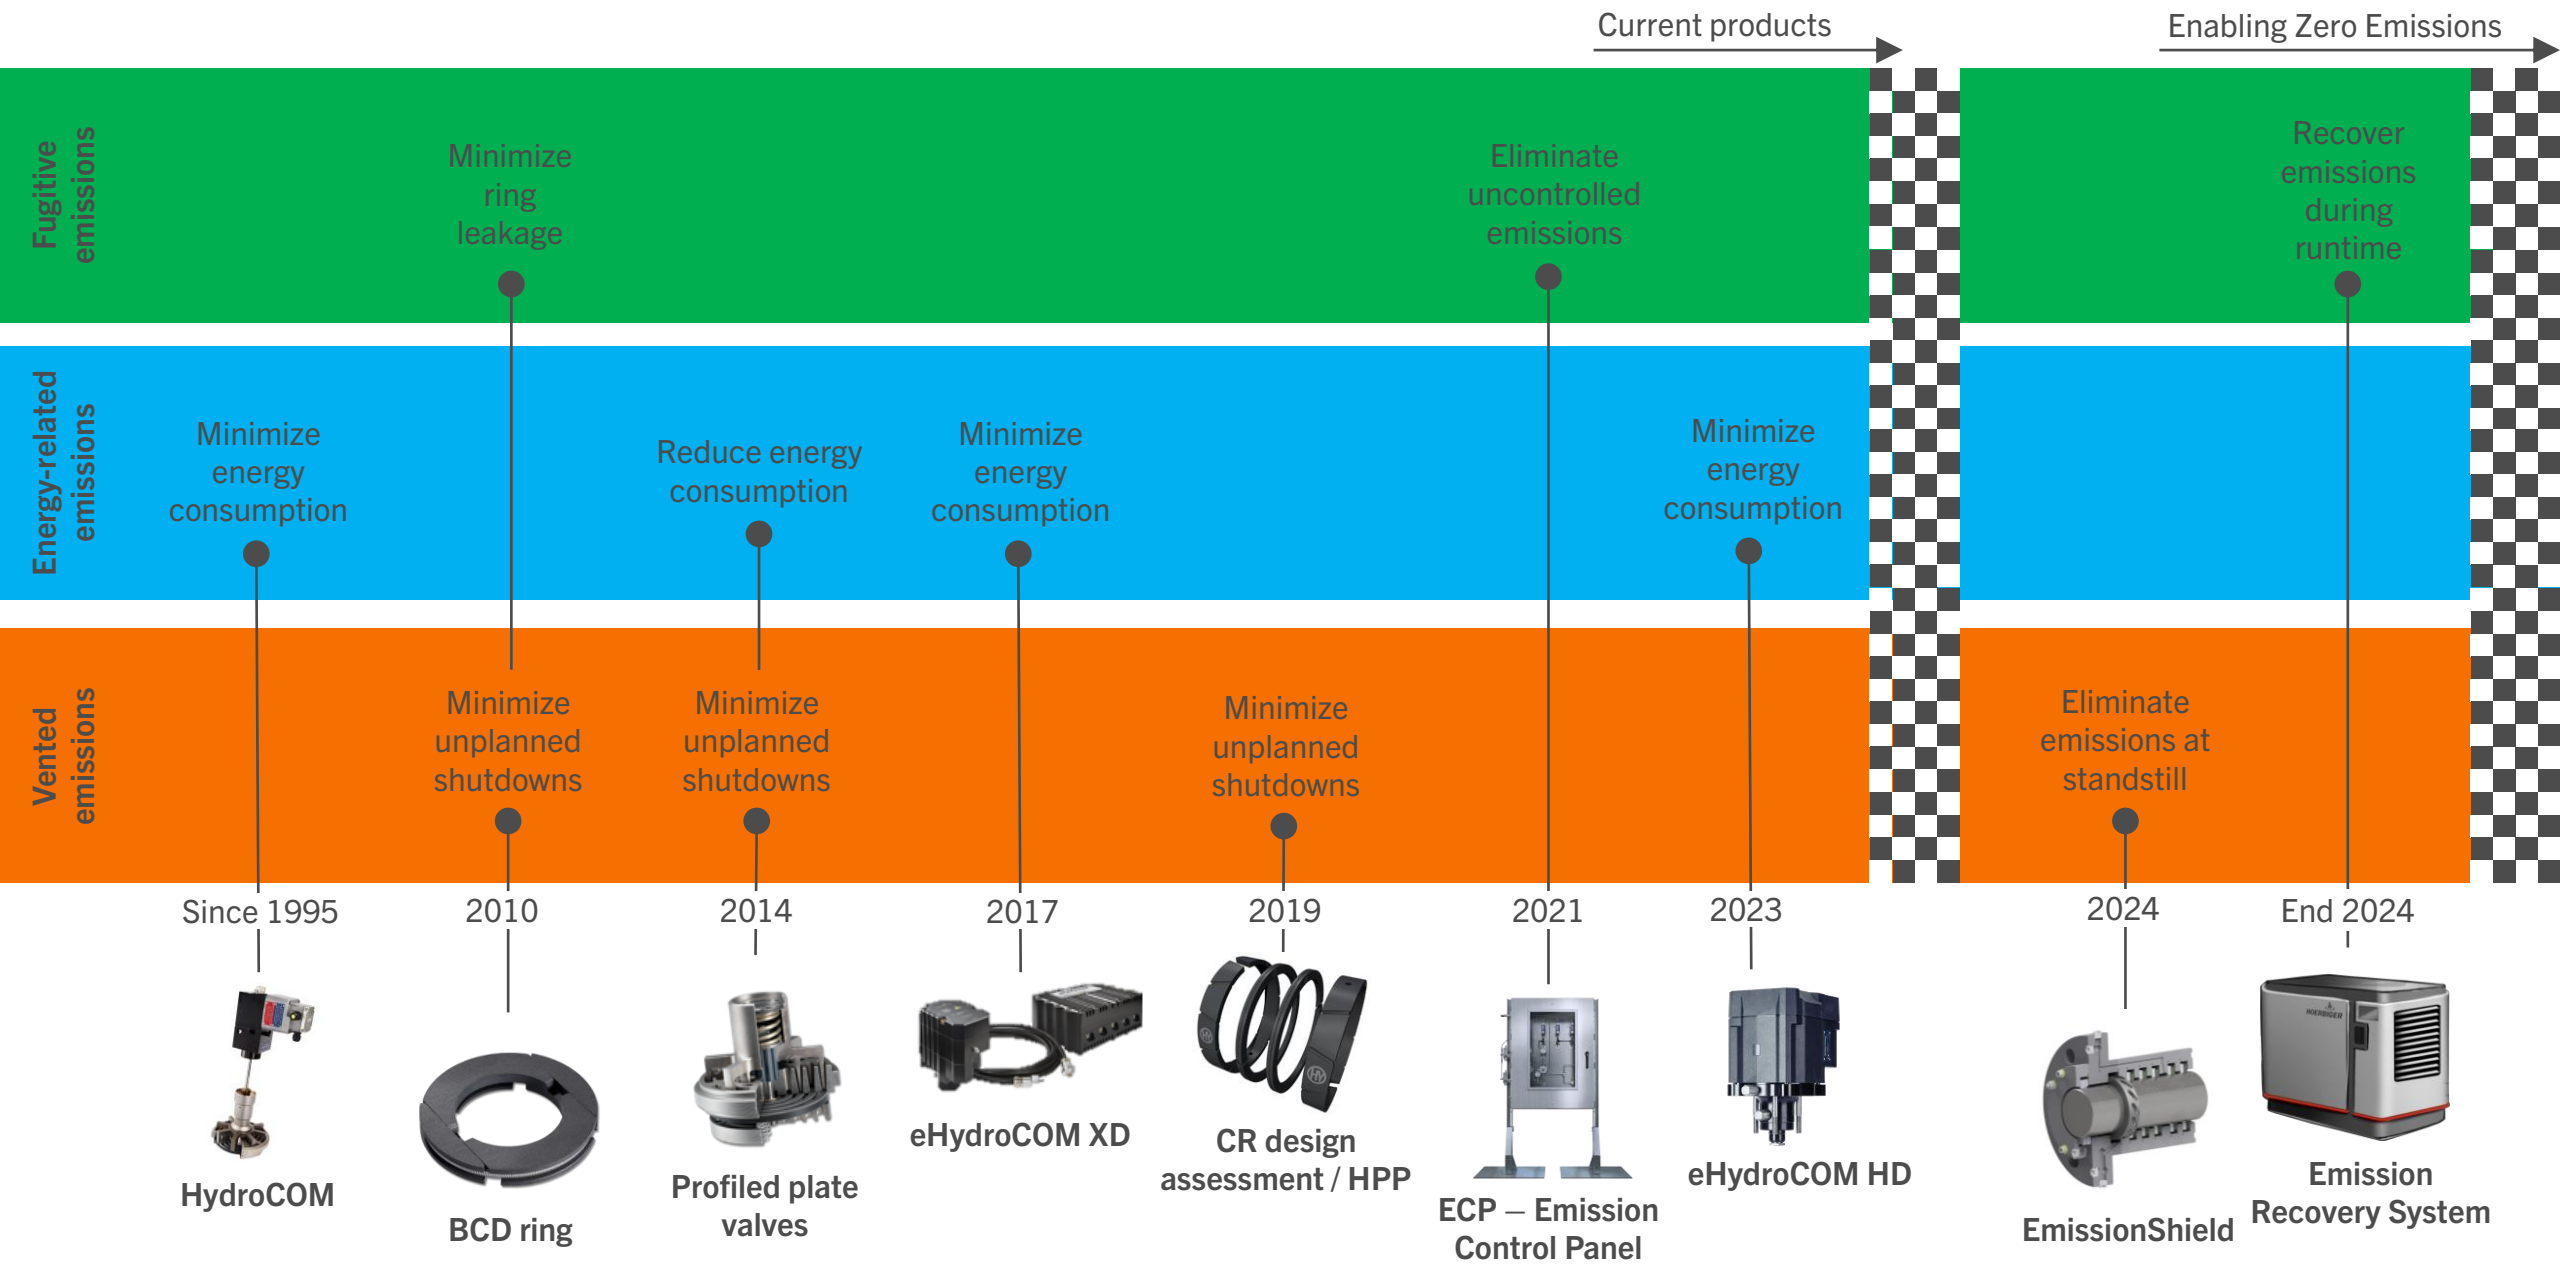 Current products
Enabling Zero Emissions
Fugitive
emissions
Minimize
ring
leakage
Eliminate
uncontrolled
emissions
Recover
emissions
during
runtime
Energy-related
emissions
Minimize
energy
consumption
Reduce energy
consumption
Minimize
energy
consumption
Minimize
energy
consumption
Vented
emissions
Minimize
unplanned
shutdowns
Minimize
unplanned
shutdowns
Minimize
unplanned
shutdowns
Eliminate
emissions at
standstill
Since 1995
2010
2014
2017
2019
2021
2023
2024
End 2024
HOERBIGER
HydroCOM
BCD ring
Profiled plate
valves
eHydroCOM XD
CR design
assessment / HPP
ECP – Emission
Control Panel
eHydroCOM HD
EmissionShield
Emission
Recovery System